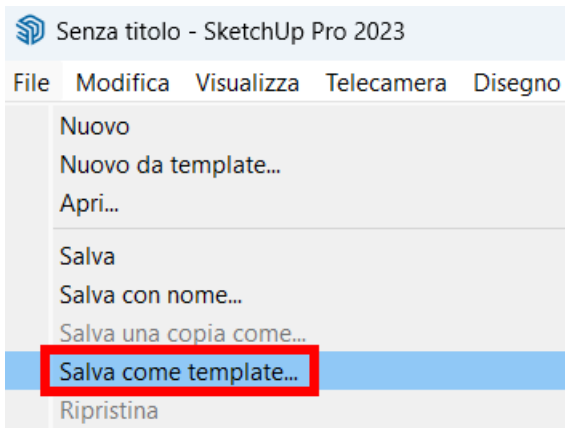 Senza titolo - SketchUp Pro 2023
File Modifica Visualizza Telecamera Disegno
Nuovo
Nuovo da template...
Apri...
Salva
Salva con nome...
Salva una copia come...
Salva come template...
Ripristina